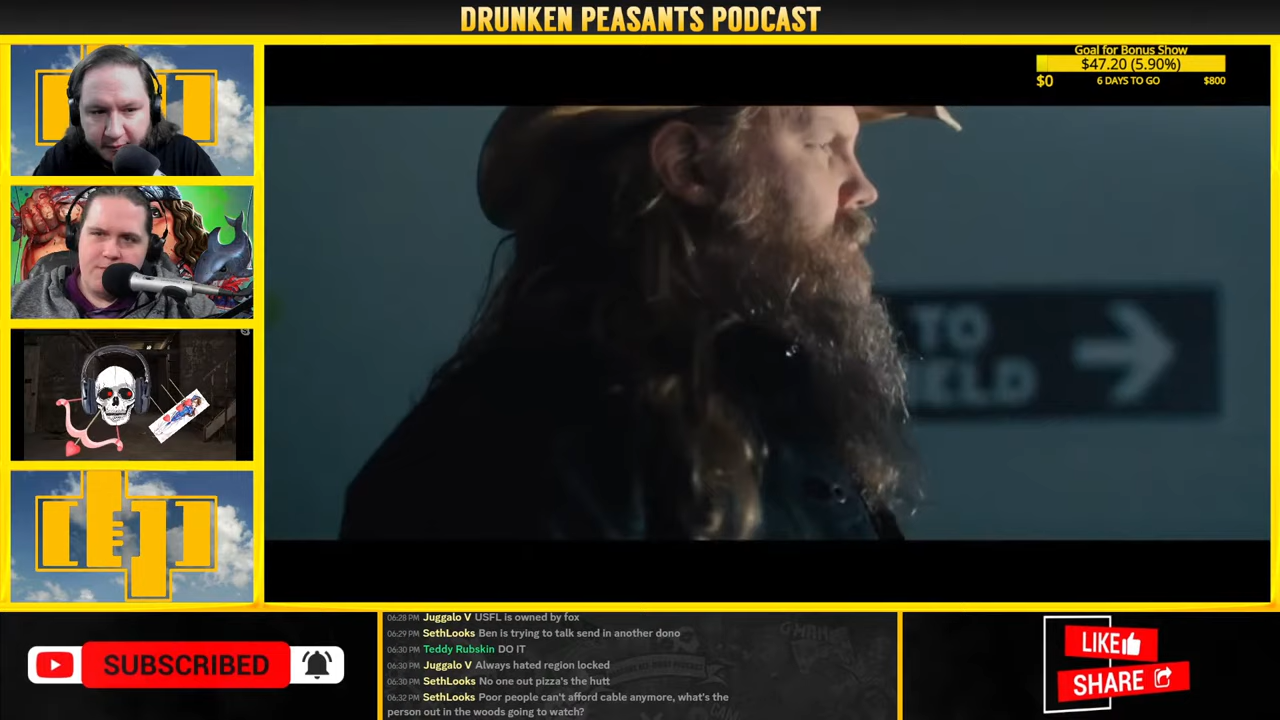 DRUNKEN PEASANTS PODCAST
Goal for Bonus Show
$47.20 (5.90%)
$0 6 DAYS TO GO $800
TO
IELD
06:28 PM Juggalo V USFL is owned by fox
06:29 PM SethLooks Ben is trying to talk send in another dono
06:30 PM Teddy Rubskin DO IT
06:30 PM Juggalo V Always hated region locked
06:30 PM SethLooks No one out pizza's the hutt
06:32 PM SethLooks Poor people can't afford cable anymore, what's the
person out in the woods going to watch?
SUBSCRIBED
LIKE
SHARE